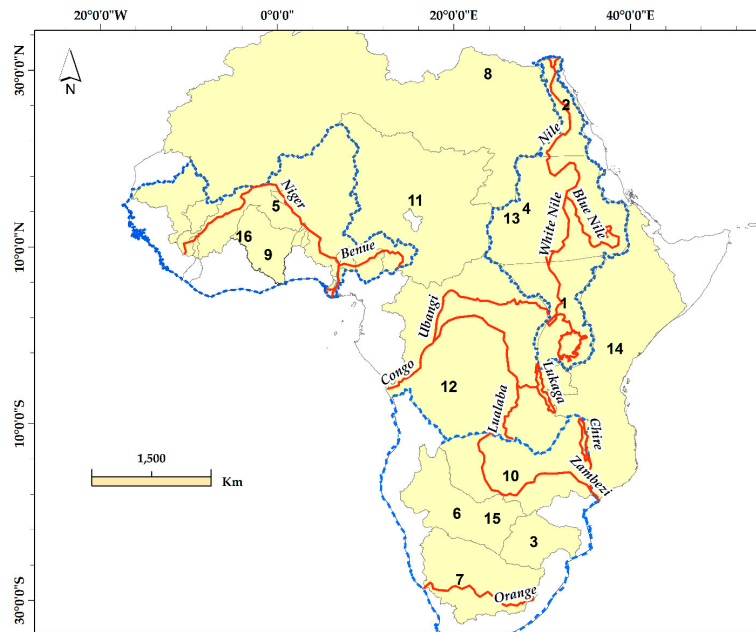 20°0'0"W 0°0'0" 20°0'0"E 40°0'0"E
30°0'0"N
10°0'0"N
10°0'0"S
30°0'0"S
N
8
2
Nile
11
Niger
5
13
4
White Nile
Blue Nile
16
9
Benue
1
Ubangi
14
Congo
12
Lukaga
Lualaba
Chire
1,500
Km
10
Zambezi
6
15
3
7
Orange